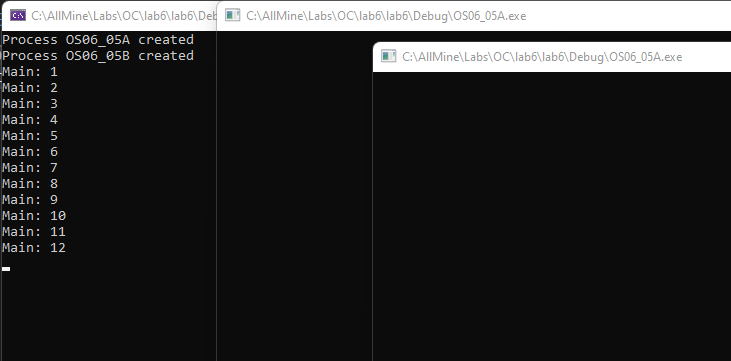 C:\AllMine\Labs\OC\lab6\lab6\Deb
C:\AllMine\Labs\OC\lab6\lab6\Debug\OS06_05A.exe
C:\AllMine\Labs\OC\lab6\lab6\Debug\OS06_05A.exe
Process OS06_05A created
Process OS06_05B created
Main: 1
Main: 2
Main: 3
Main: 4
Main: 5
Main: 6
Main: 7
Main: 8
Main: 9
Main: 10
Main: 11
Main: 12